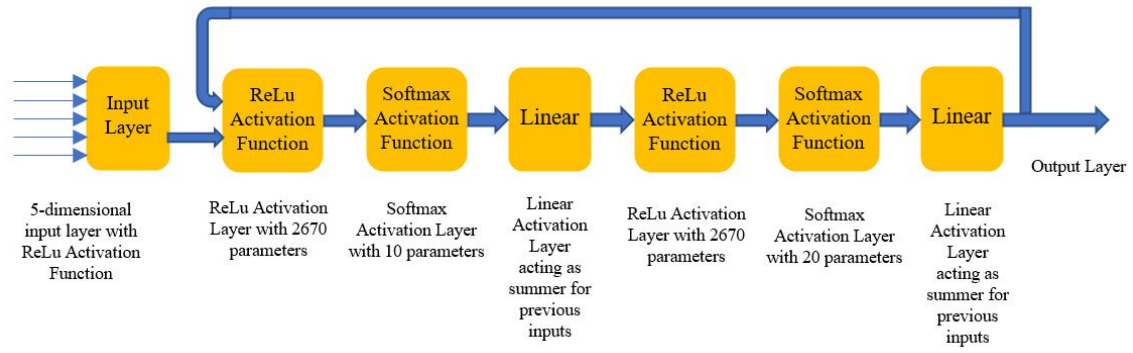 Input
Layer
ReLu
Activation
Function
Softmax
Activation
Function
Linear
ReLu
Activation
Function
Softmax
Activation
Function
Linear
Output Layer
5-dimensional
input layer with
ReLu Activation
Function
ReLu Activation
Layer with 2670
parameters
Softmax
Activation Layer
with 10 parameters
Linear
Activation
Layer
acting as
summer for
previous
inputs
ReLu Activation
Layer with 2670
parameters
Softmax
Activation Layer
with 20 parameters
Linear
Activation
Layer
acting as
summer for
previous
inputs